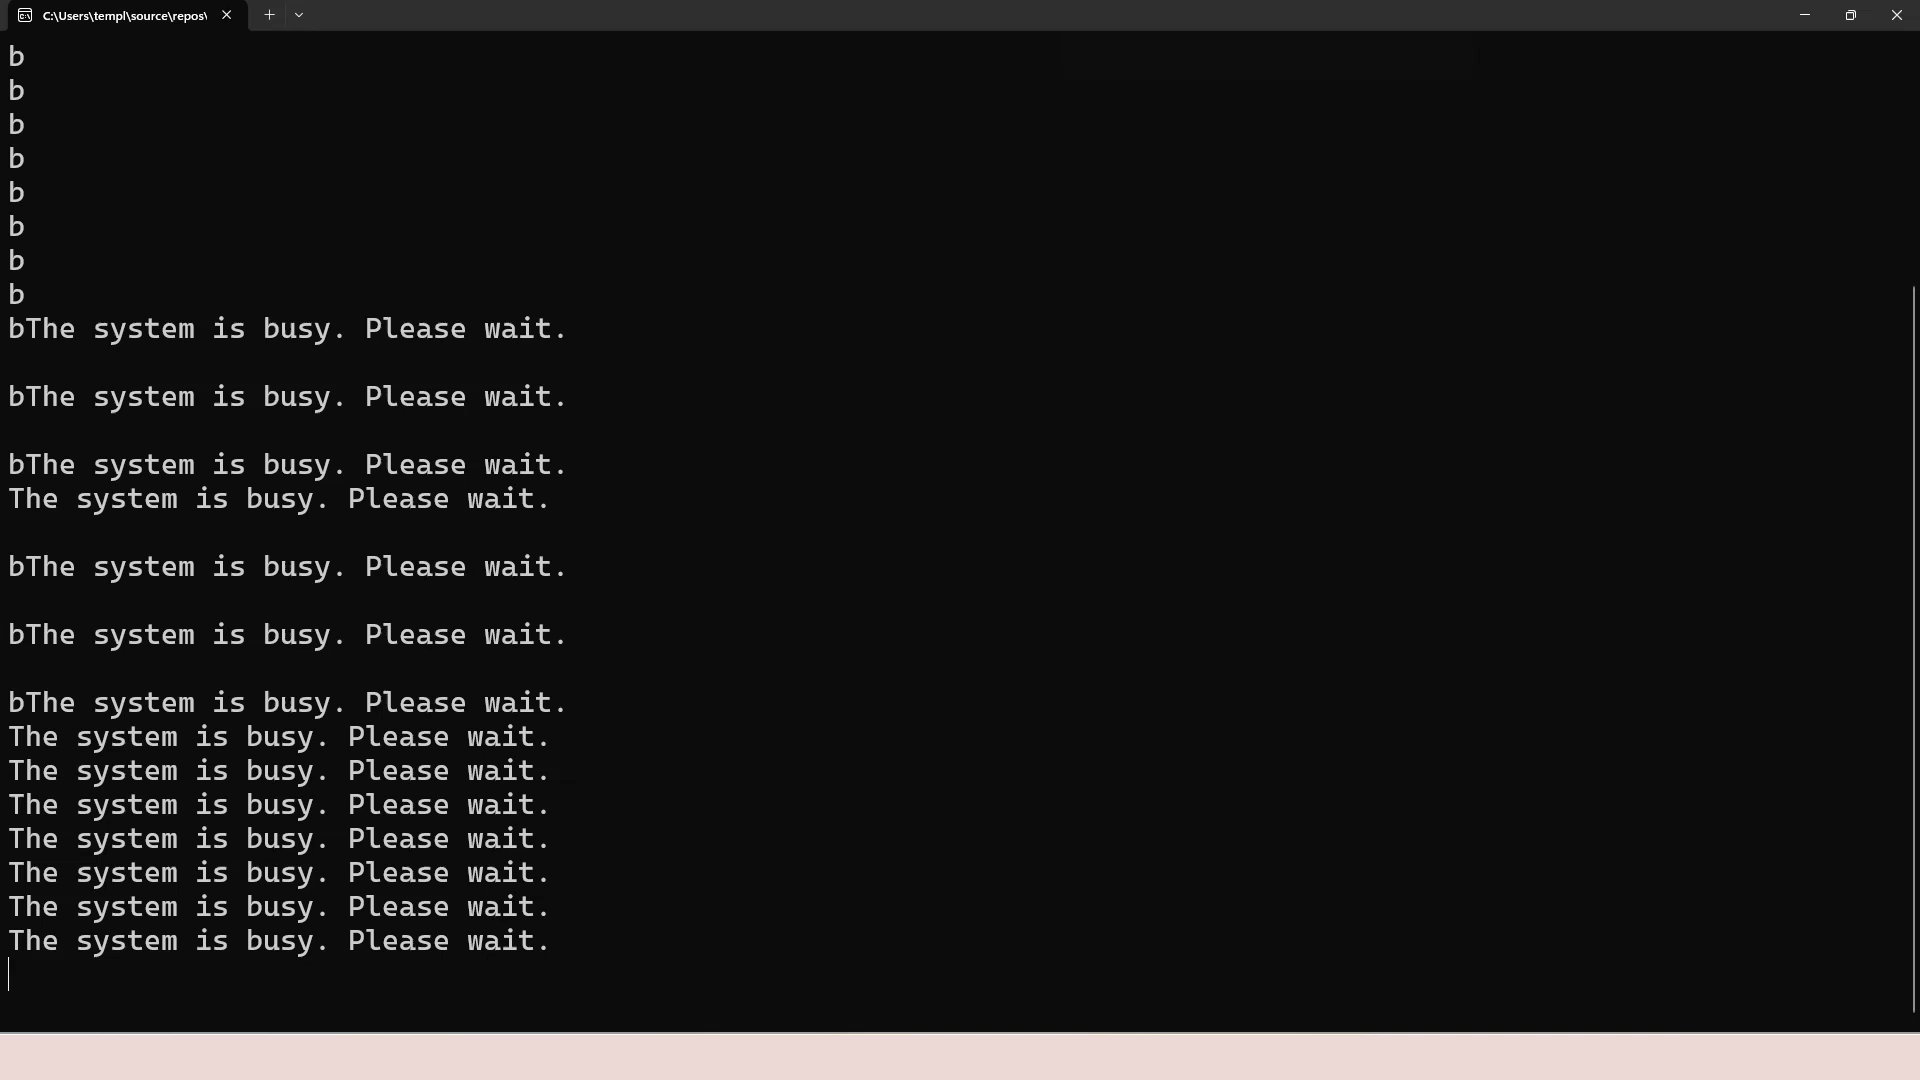 C:\Users\templ\source\repos\
b
b
b
b
b
b
b
b
bThe system is busy. Please wait.
bThe system is busy. Please wait.
bThe system is busy. Please wait.
The system is busy. Please wait.
bThe system is busy. Please wait.
bThe system is busy. Please wait.
bThe system is busy. Please wait.
The system is busy. Please wait.
The system is busy. Please wait.
The system is busy. Please wait.
The system is busy. Please wait.
The system is busy. Please wait.
The system is busy. Please wait.
The system is busy. Please wait.